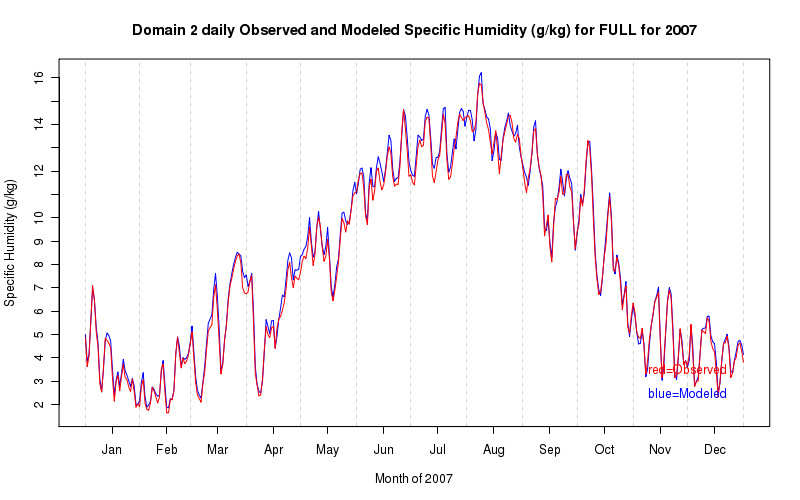 Domain 2 daily Observed and Modeled Specific Humidity (g/kg) for FULL for 2007
Specific Humidity (g/kg)
16
14
12
10
9
8
7
6
5
4
3
2
red=Observed
blue=Modeled
Jan Feb Mar Apr May Jun Jul Aug Sep Oct Nov Dec
Month of 2007